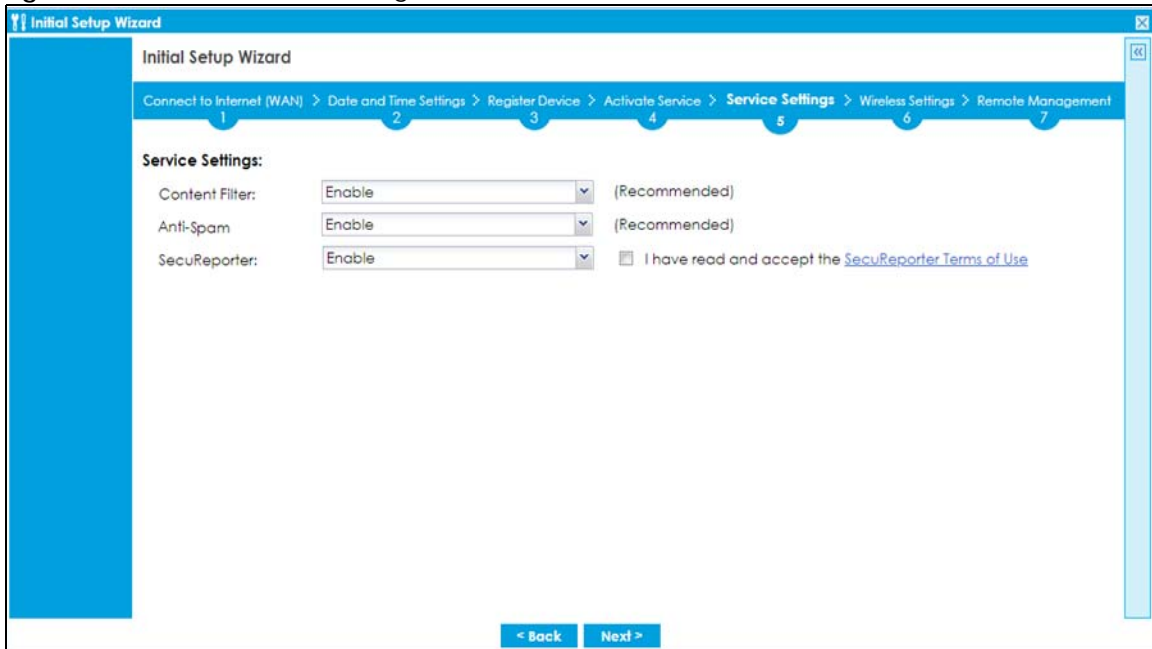 Initial Setup Wizard
Initial Setup Wizard
Connect to Internet (WAN) > Date and Time Settings > Register Device > Activate Service > Service Settings > Wireless Settings > Remote Management
1 2 3 4 5 6 7
Service Settings:
Content Filter: Enable (Recommended)
Anti-Spam Enable (Recommended)
SecuReporter: Enable I have read and accept the SecuReporter Terms of Use
< Back Next >